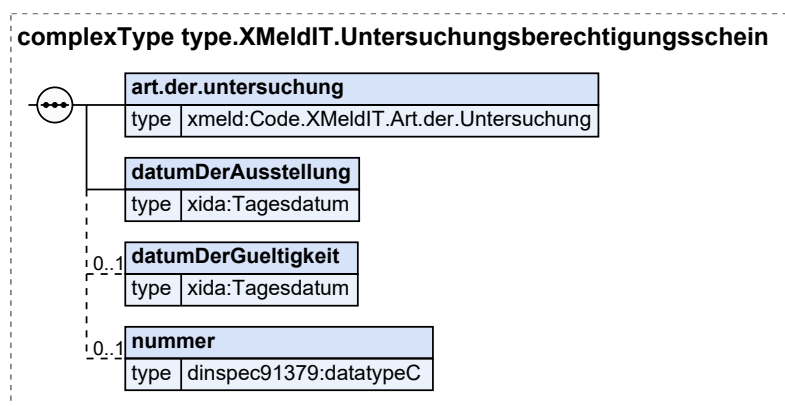 complexType type.XMeldIT.Untersuchungsberechtigungsschein
art.der.untersuchung
type xmeld:Code.XMeldIT.Art.der.Untersuchung
datumDerAusstellung
type xida:Tagesdatum
0..1 datumDerGueltigkeit
type xida:Tagesdatum
0..1 nummer
type dinspec91379:datatypeC